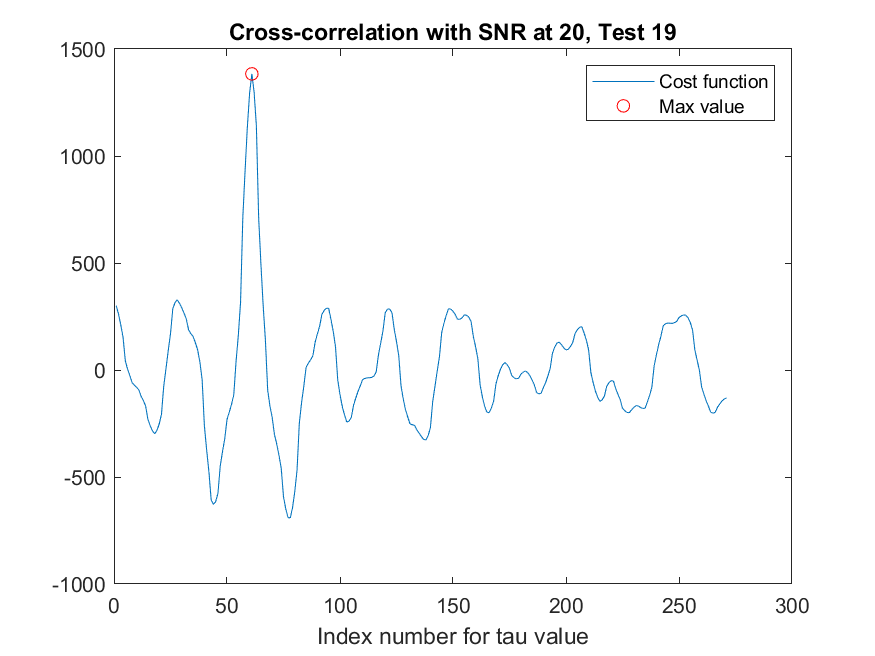 Cross-correlation with SNR at 20, Test 19
1500
1000
500
0
-500
-1000
Cost function
Max value
0 50 100 150 200 250 300
Index number for tau value